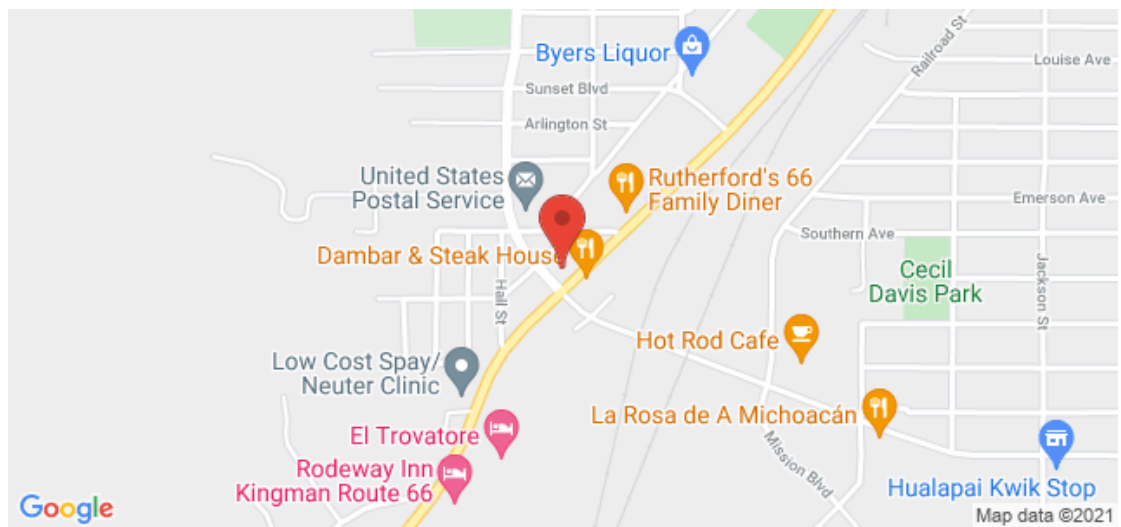 Railroad St
Byers Liquor
Louise Ave
Sunset Blvd
Arlington St
United States
Postal Service
Rutherford's 66
Family Diner
Emerson Ave
Southern Ave
Dambar & Steak House
Cecil
Davis Park
Jackson St
Hall St
Hot Rod Cafe
Low Cost Spay/
Neuter Clinic
La Rosa de A Michoacán
El Trovatore
Mission Blvd
Rodeway Inn
Kingman Route 66
Hualapai Kwik Stop
Google
Map data ©2021